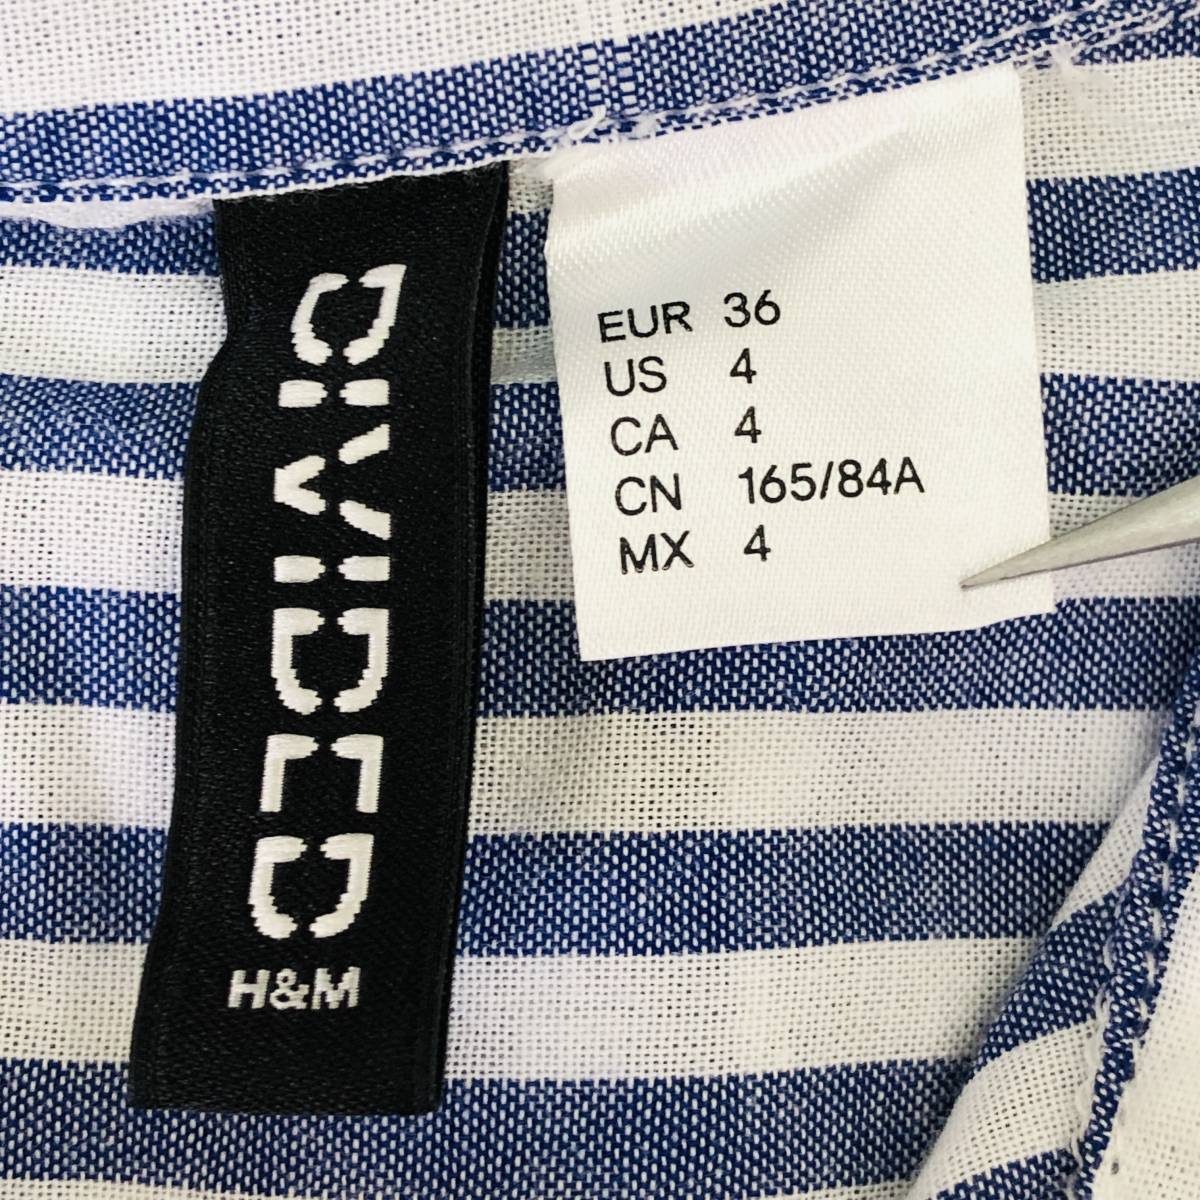 DIVIDED
H&M
EUR 36
US 4
CA 4
CN 165/84A
MX 4